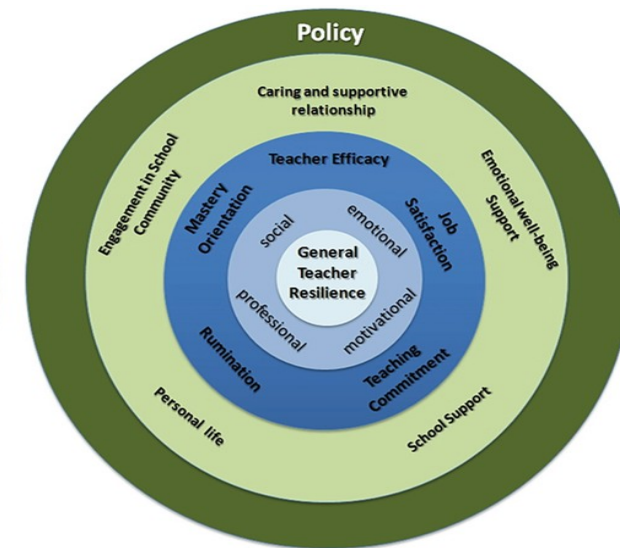 Policy
Caring and supportive
relationship
Engagement in School
Community
Emotional well-being
Support
Teacher Efficacy
Mastery
Orientation
Job
Satisfaction
social
emotional
General
Teacher
Resilience
professional
motivational
Rumination
Teaching
Commitment
Personal life
School Support